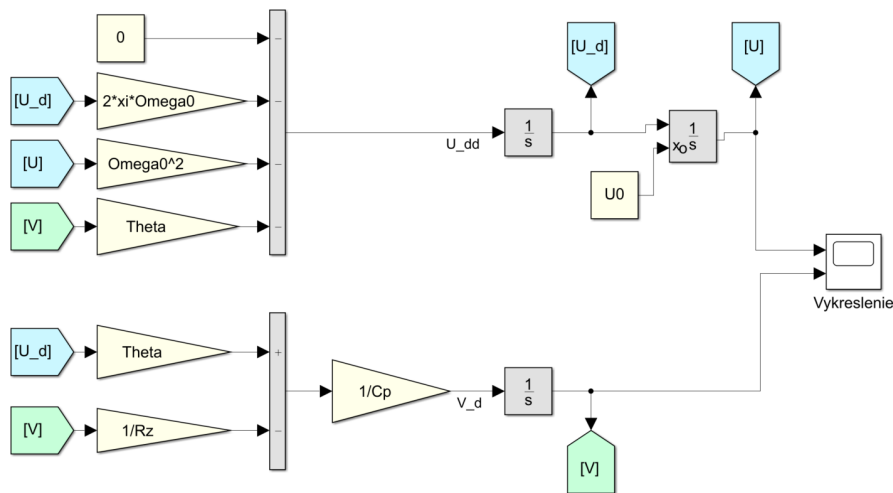 0
[U_d]
[U]
[U_d]
2*xi*Omega0
−
−
[U]
Omega0^2
−
[V]
Theta
−
U_dd
1
s
xo
1
s
U0
Vykreslenie
[U_d]
Theta
+
[V]
1/Rz
−
1/Cp
V_d
1
s
[V]